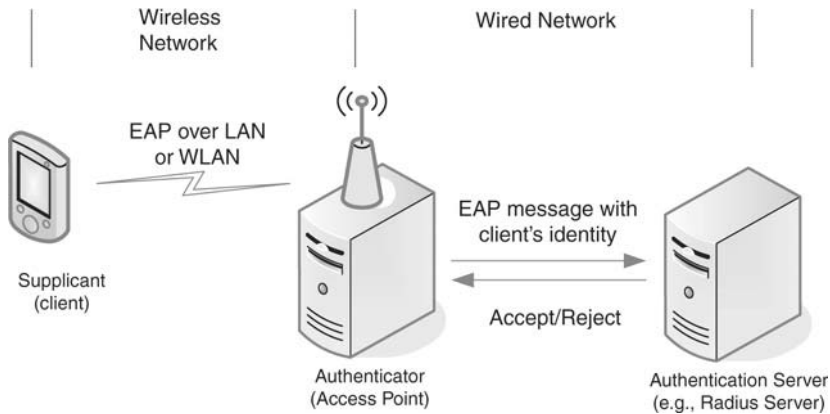 Wireless
Network
Wired Network
EAP over LAN
or WLAN
EAP message with
client's identity
Accept/Reject
Supplicant
(client)
Authenticator
(Access Point)
Authentication Server
(e.g., Radius Server)